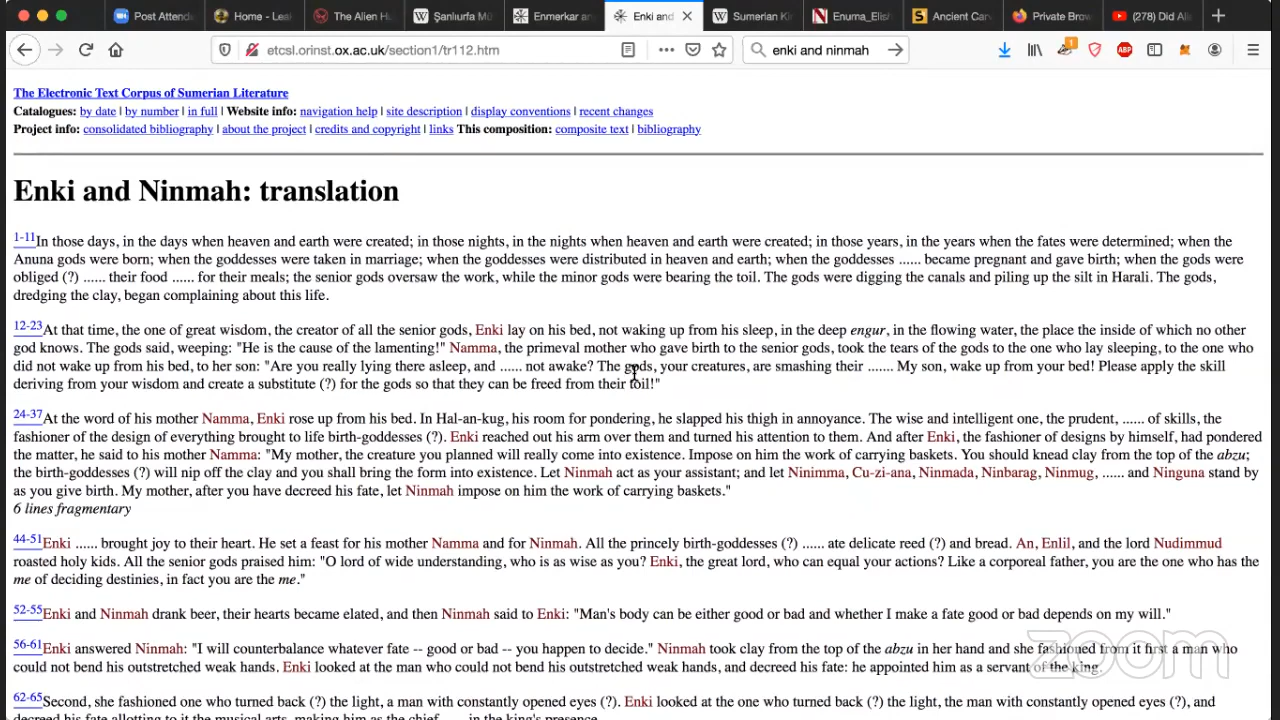 Post Attende
Home - Leal
The Alien Hu
Şanlıurfa Mü
Enmerkar an
Enki and
Sumerian Kin
Enuma_Elish
Ancient Carv
Private Brow
(278) Did Ali
etcsl.orinst.ox.ac.uk/section1/tr112.htm
enki and ninmah
1
ABP
The Electronic Text Corpus of Sumerian Literature
Catalogues: by date | by number | in full | Website info: navigation help | site description | display conventions | recent changes
Project info: consolidated bibliography | about the project | credits and copyright | links This composition: composite text | bibliography
Enki and Ninmah: translation
1-11In those days, in the days when heaven and earth were created; in those nights, in the nights when heaven and earth were created; in those years, in the years when the fates were determined; when the
Anuna gods were born; when the goddesses were taken in marriage; when the goddesses were distributed in heaven and earth; when the goddesses ...... became pregnant and gave birth; when the gods were
obliged (?) ...... their food ...... for their meals; the senior gods oversaw the work, while the minor gods were bearing the toil. The gods were digging the canals and piling up the silt in Harali. The gods,
dredging the clay, began complaining about this life.
12-23At that time, the one of great wisdom, the creator of all the senior gods, Enki lay on his bed, not waking up from his sleep, in the deep engur, in the flowing water, the place the inside of which no other
god knows. The gods said, weeping: "He is the cause of the lamenting!" Namma, the primeval mother who gave birth to the senior gods, took the tears of the gods to the one who lay sleeping, to the one who
did not wake up from his bed, to her son: "Are you really lying there asleep, and ...... not awake? The gods, your creatures, are smashing their ....... My son, wake up from your bed! Please apply the skill
deriving from your wisdom and create a substitute (?) for the gods so that they can be freed from their toil!"
24-37At the word of his mother Namma, Enki rose up from his bed. In Hal-an-kug, his room for pondering, he slapped his thigh in annoyance. The wise and intelligent one, the prudent, ...... of skills, the
fashioner of the design of everything brought to life birth-goddesses (?). Enki reached out his arm over them and turned his attention to them. And after Enki, the fashioner of designs by himself, had pondered
the matter, he said to his mother Namma: "My mother, the creature you planned will really come into existence. Impose on him the work of carrying baskets. You should knead clay from the top of the abzu;
the birth-goddesses (?) will nip off the clay and you shall bring the form into existence. Let Ninmah act as your assistant; and let Ninimma, Cu-zi-ana, Ninmada, Ninbarag, Ninmug, ...... and Ninguna stand by
as you give birth. My mother, after you have decreed his fate, let Ninmah impose on him the work of carrying baskets."
6 lines fragmentary
44-51Enki ...... brought joy to their heart. He set a feast for his mother Namma and for Ninmah. All the princely birth-goddesses (?) ...... ate delicate reed (?) and bread. An, Enlil, and the lord Nudimmud
roasted holy kids. All the senior gods praised him: "O lord of wide understanding, who is as wise as you? Enki, the great lord, who can equal your actions? Like a corporeal father, you are the one who has the
me of deciding destinies, in fact you are the me."
52-55Enki and Ninmah drank beer, their hearts became elated, and then Ninmah said to Enki: "Man's body can be either good or bad and whether I make a fate good or bad depends on my will."
56-61Enki answered Ninmah: "I will counterbalance whatever fate -- good or bad -- you happen to decide." Ninmah took clay from the top of the abzu in her hand and she fashioned from it first a man who
could not bend his outstretched weak hands. Enki looked at the man who could not bend his outstretched weak hands, and decreed his fate: he appointed him as a servant of the king.
62-65Second, she fashioned one who turned back (?) the light, a man with constantly opened eyes (?). Enki looked at the one who turned back (?) the light, the man with constantly opened eyes (?), and
decreed his fate allotting to it the musical arts, making him as the chief ...... in the king's presence.
zoom